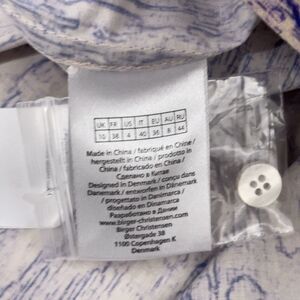 UK FR US IT EU AU RU
10 38 4 40 36 8 44
Made in China / fabriqué en Chine /
hergestellt in China / prodotto in
China / fabricado en China /
Сделано в Китае
Designed in Denmark / conçu dans
Danemark / entworfen in Dänemark
/ progettato in Danimarca /
diseñado en Dinamarca
Разработано в Дании
Birger-christensen.com
Birger Christensen
Østergade 38
1100 Copenhagen K
Denmark